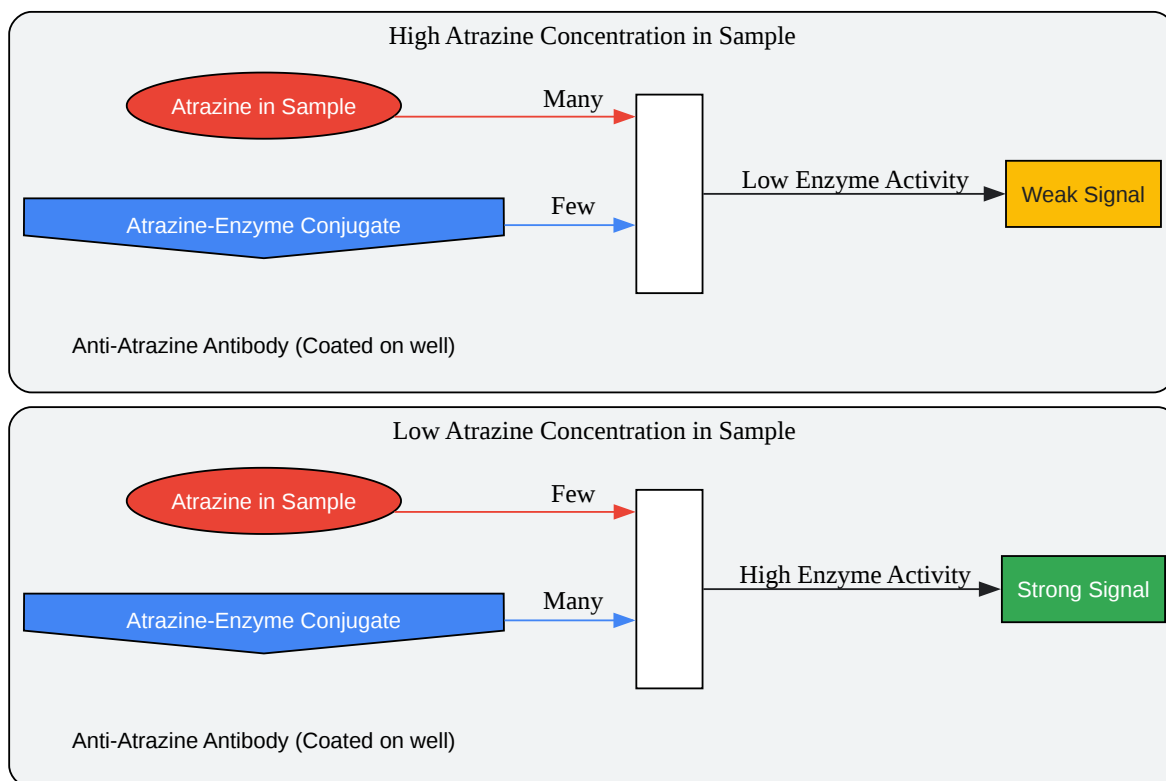 High Atrazine Concentration in Sample
Atrazine in Sample
Many
Atrazine-Enzyme Conjugate
Few
Low Enzyme Activity
Weak Signal
Anti-Atrazine Antibody (Coated on well)
Low Atrazine Concentration in Sample
Atrazine in Sample
Few
Atrazine-Enzyme Conjugate
Many
High Enzyme Activity
Strong Signal
Anti-Atrazine Antibody (Coated on well)